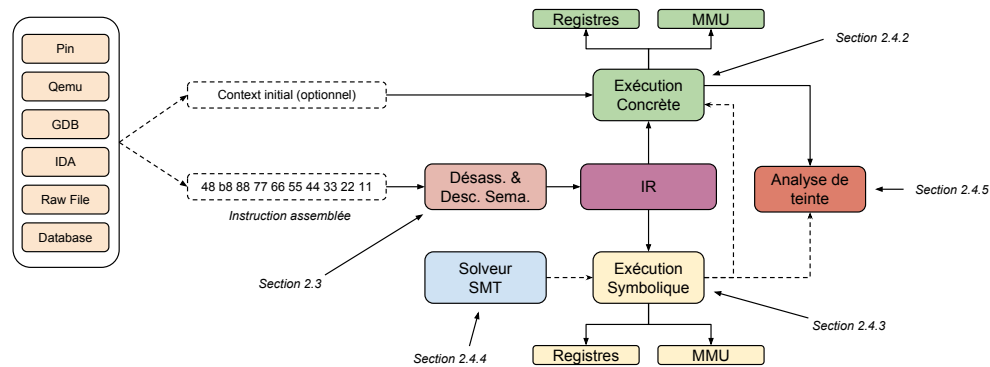 Pin
Qemu
GDB
IDA
Raw File
Database
Context initial (optionnel)
48 b8 88 77 66 55 44 33 22 11
Instruction assemblée
Section 2.3
Désass. &
Desc. Sema.
IR
Registres
MMU
Exécution
Concrète
Section 2.4.2
Analyse de
teinte
Section 2.4.5
Solveur
SMT
Section 2.4.4
Exécution
Symbolique
Section 2.4.3
Registres
MMU